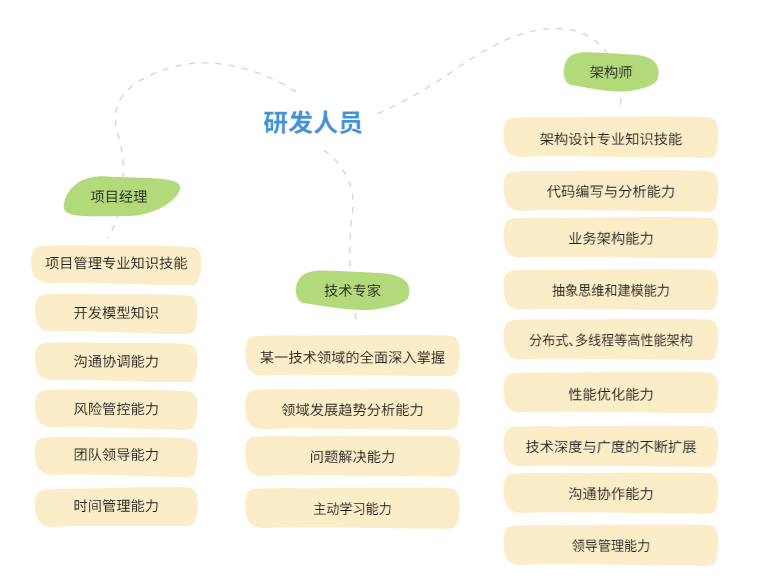 研发人员
项目经理
项目管理专业知识技能
开发模型知识
沟通协调能力
风险管控能力
团队领导能力
时间管理能力
技术专家
某一技术领域的全面深入掌握
领域发展趋势分析能力
问题解决能力
主动学习能力
架构师
架构设计专业知识技能
代码编写与分析能力
业务架构能力
抽象思维和建模能力
分布式、多线程等高性能架构
性能优化能力
技术深度与广度的不断扩展
沟通协作能力
领导管理能力